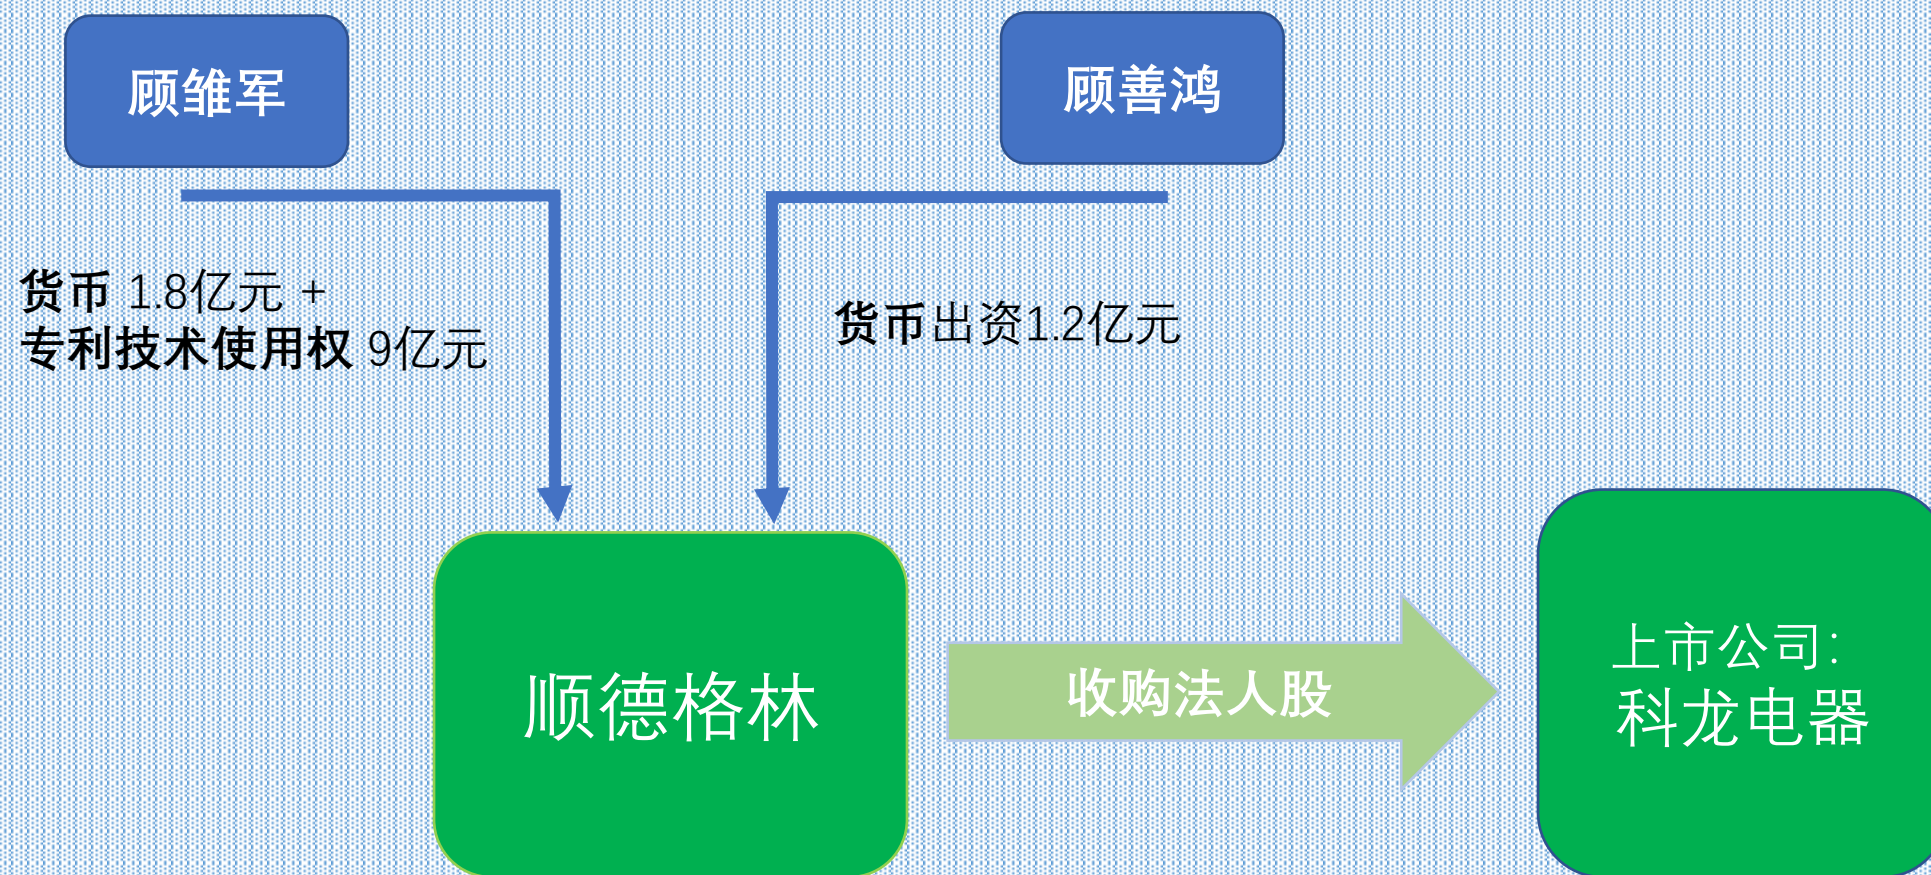 顾雏军
顾善鸿
货币 1.8亿元 +
专利技术使用权 9亿元
货币出资1.2亿元
顺德格林
收购法人股
上市公司:
科龙电器